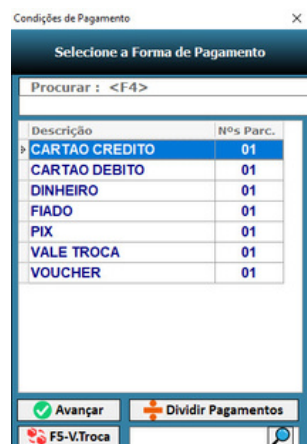 Condições de Pagamento
Selecione a Forma de Pagamento
Procurar : <F4>
Descrição Nºs Parc.
CARTAO CREDITO 01
CARTAO DEBITO 01
DINHEIRO 01
FIADO 01
PIX 01
VALE TROCA 01
VOUCHER 01
Avançar Dividir Pagamentos
F5-V.Troca